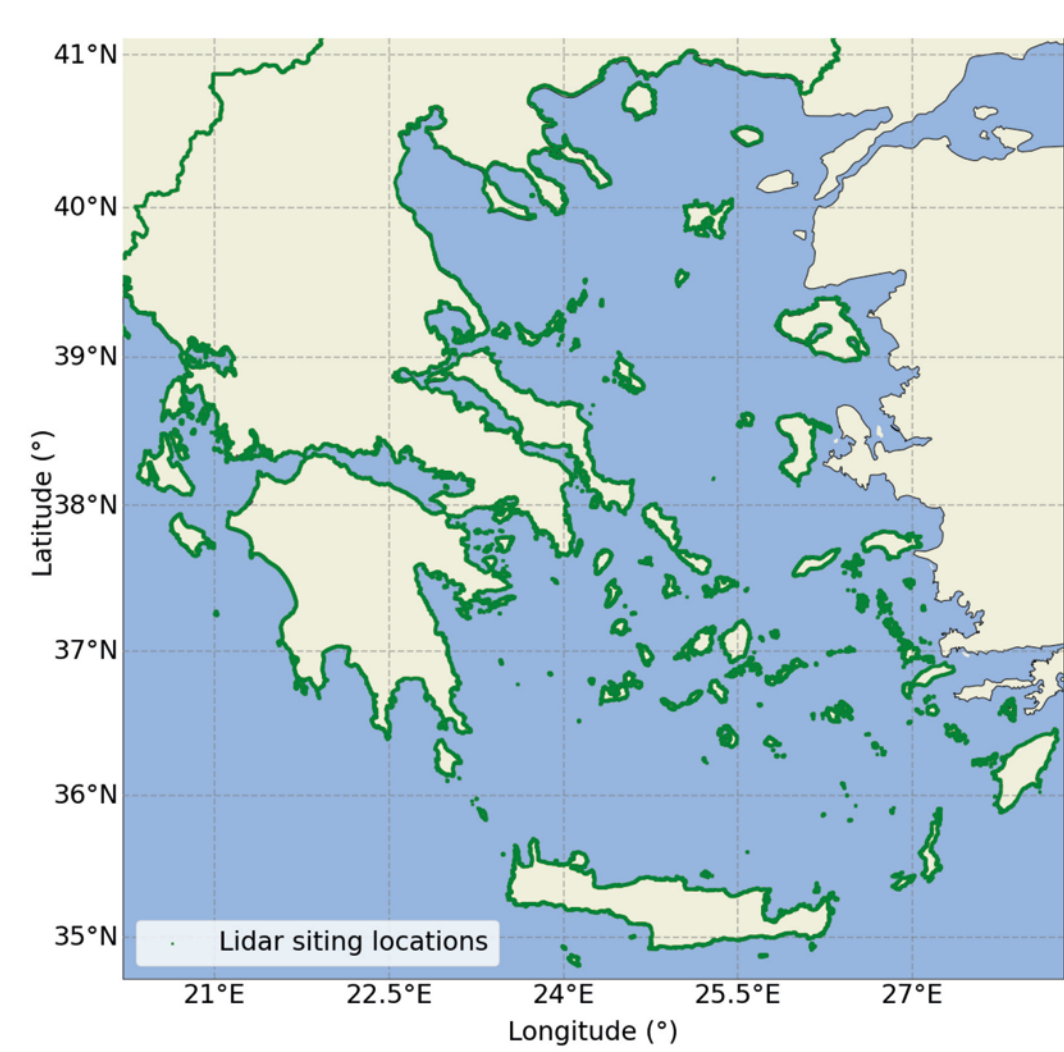 41°N
40°N
39°N
38°N
37°N
36°N
35°N
Latitude (°)
Lidar siting locations
21°E 22.5°E 24°E 25.5°E 27°E
Longitude (°)